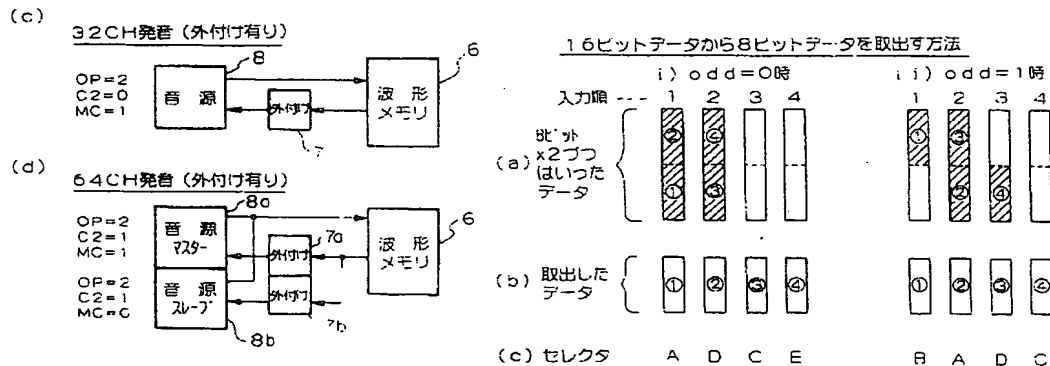 (c)
32CH発音(外付け有り)
8
6
OP=2
C2=0
MC=1
音源
外付け
波形
メモリ
7
(d)
64CH発音(外付け有り)
8a
6
OP=2
C2=1
MC=1
音源
マスター
7a
外付け
波形
メモリ
OP=2
C2=1
MC=0
音源
スレーブ
外付け
7b
8b
16ビットデータから8ビットデータを取出す方法
i) odd=0時
ii) odd=1時
入力順 --- 1 2 3 4 1 2 3 4
(a)
8ビット
×2づつ
はいった
データ
② ④ ① ③
① ③ ② ④
(b) 取出した
データ
① ② ③ ④ ① ② ③ ④
(c) セレクタ A D C E B A D C